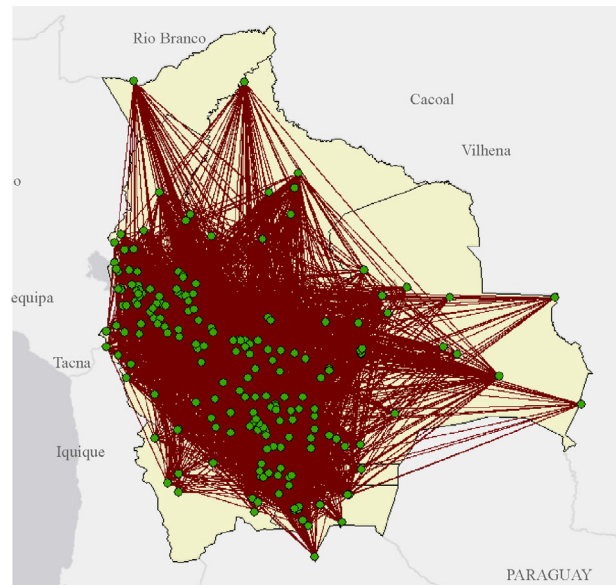 Rio Branco
Cacoal
Vilhena
o
equipa
Tacna
Iquique
PARAGUAY